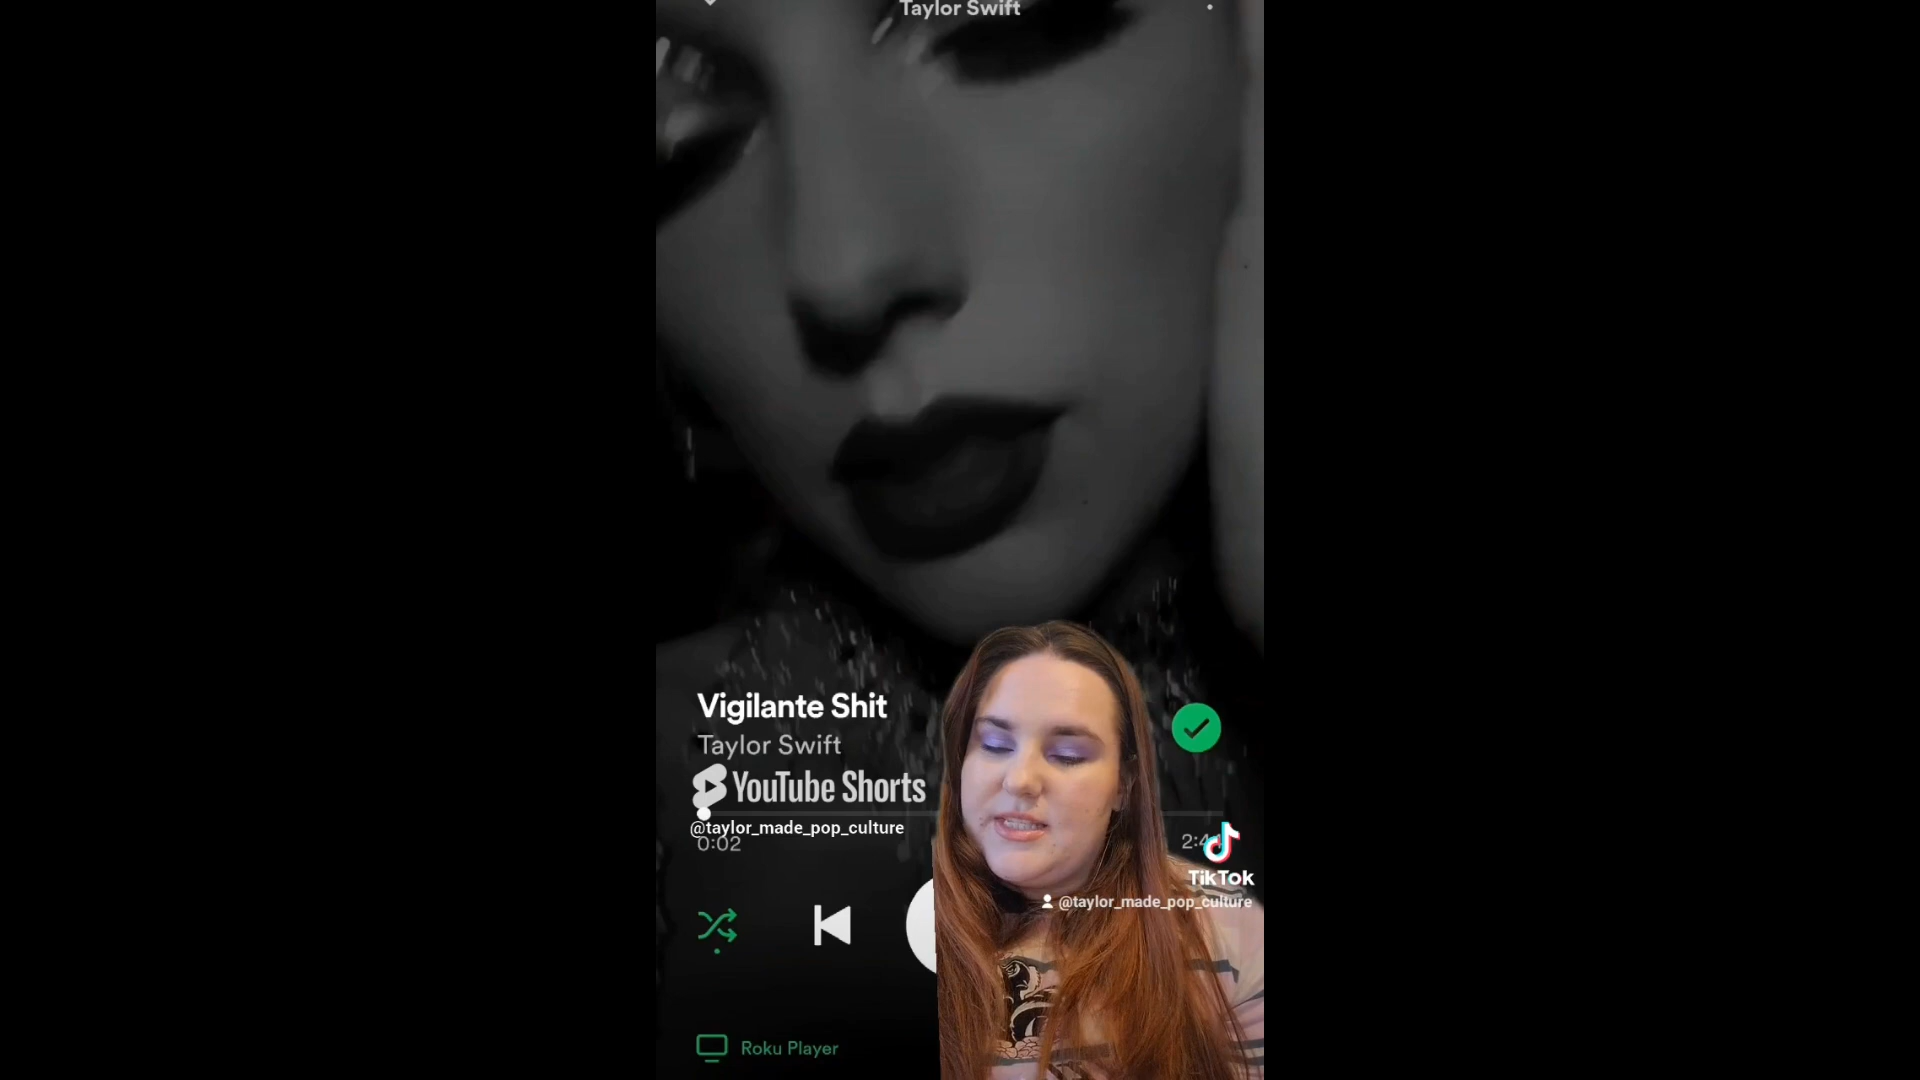 Taylor Swift
Vigilante Shit
Taylor Swift
YouTube Shorts
@taylor_made_pop_culture
0:02
TikTok
@taylor_made_pop_culture
Roku Player